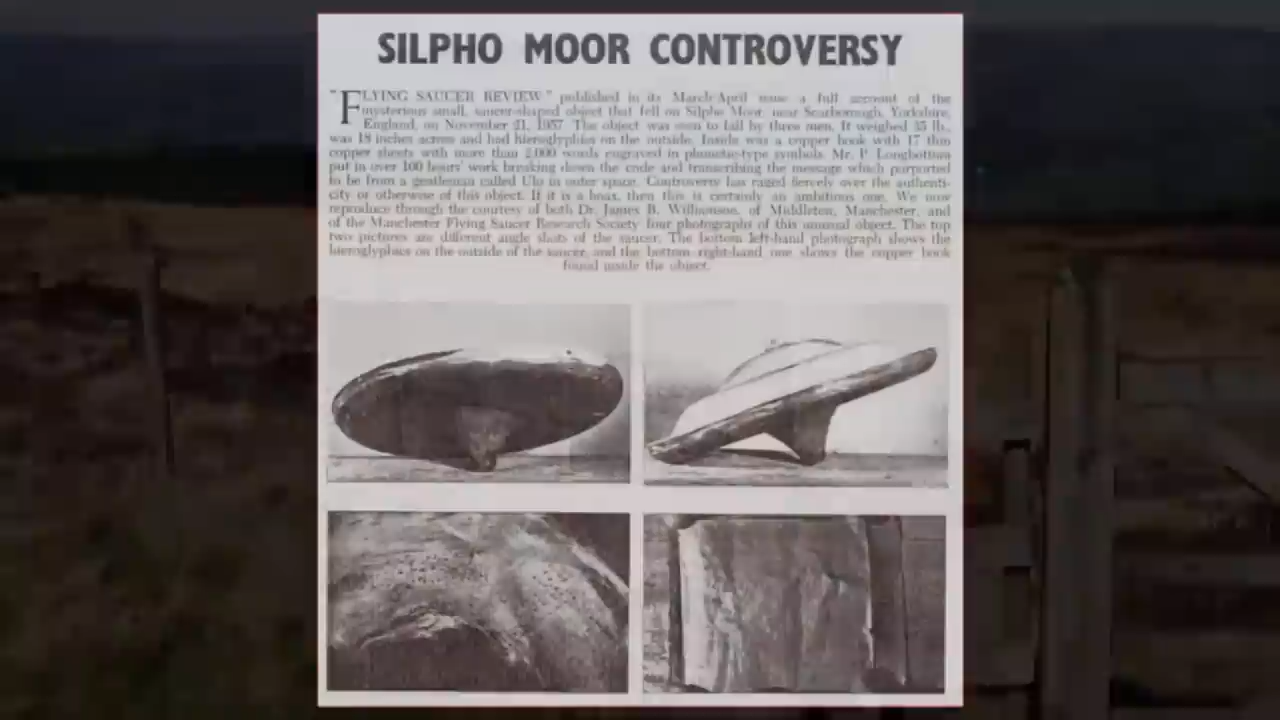 SILPHO MOOR CONTROVERSY
"FLYING SAUCER REVIEW" published in its March-April issue a full account of the
mysterious small, saucer-shaped object that fell on Silpho Moor, near Scarborough, Yorkshire,
England, on November 21, 1957. The object was seen to fall by three men. It weighed 35 lb.,
was 18 inches across and had hieroglyphics on the outside. Inside was a copper book with 17 thin
copper sheets with more than 2,000 words engraved in phonetic-type symbols. Mr. P. Longbottom
put in over 100 hours' work breaking down the code and transcribing the message which purported
to be from a gentleman called Ulo in outer space. Controversy has raged fiercely over the authenti-
city or otherwise of this object. If it is a hoax, then this is certainly an ambitious one. We now
reproduce through the courtesy of both Dr. James B. Williamson, of Middleton, Manchester, and
of the Manchester Flying Saucer Research Society four photographs of this unusual object. The top
two pictures are different angle shots of the saucer. The bottom left-hand photograph shows the
hieroglyphics on the outside of the saucer, and the bottom right-hand one shows the copper book
found inside the object.